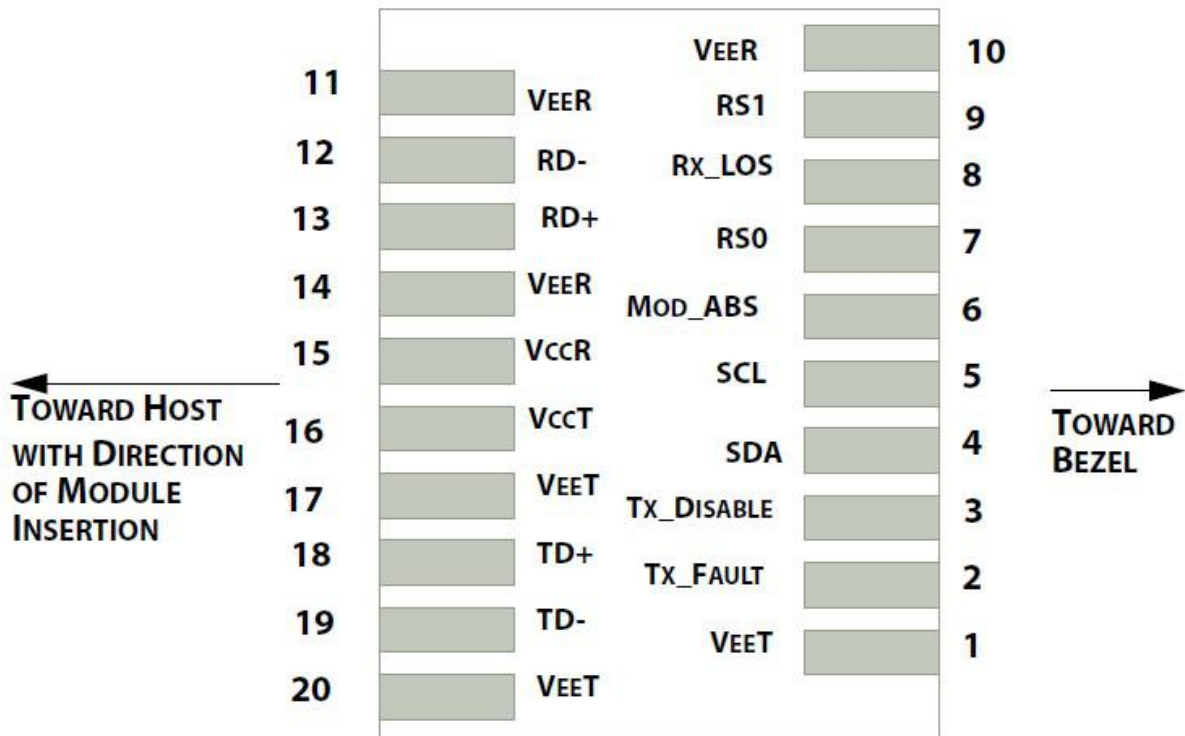 11 VEER
12 RD-
13 RD+
14 VEER
15 VCCR
16 VCCT
17 VEET
18 TD+
19 TD-
20 VEET
TOWARD HOST
WITH DIRECTION
OF MODULE
INSERTION
VEER 10
RS1 9
RX_LOS 8
RS0 7
MOD_ABS 6
SCL 5
SDA 4
TX_DISABLE 3
TX_FAULT 2
VEET 1
TOWARD
BEZEL